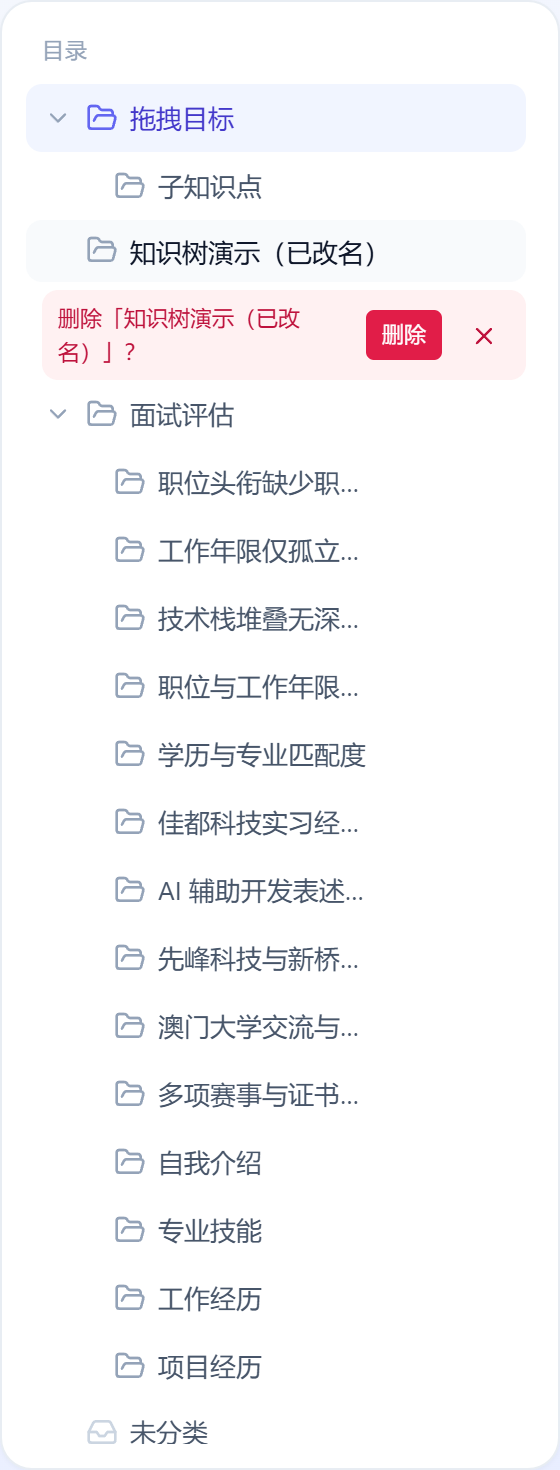 目录
拖拽目标
子知识点
知识树演示（已改名）
删除「知识树演示（已改
名）」？
删除
面试评估
职位头衔缺少职...
工作年限仅孤立...
技术栈堆叠无深...
职位与工作年限...
学历与专业匹配度
佳都科技实习经...
AI 辅助开发表述...
先峰科技与新桥...
澳门大学交流与...
多项赛事与证书...
自我介绍
专业技能
工作经历
项目经历
未分类